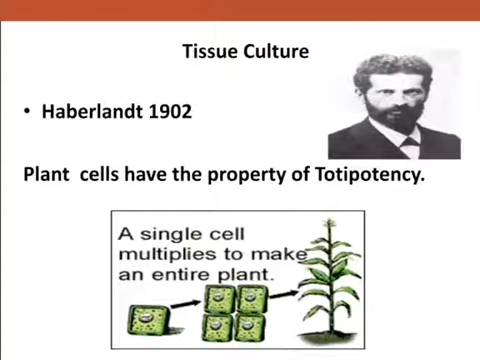 Tissue Culture
• Haberlandt 1902
Plant cells have the property of Totipotency.
A single cell
multiplies to make
an entire plant.